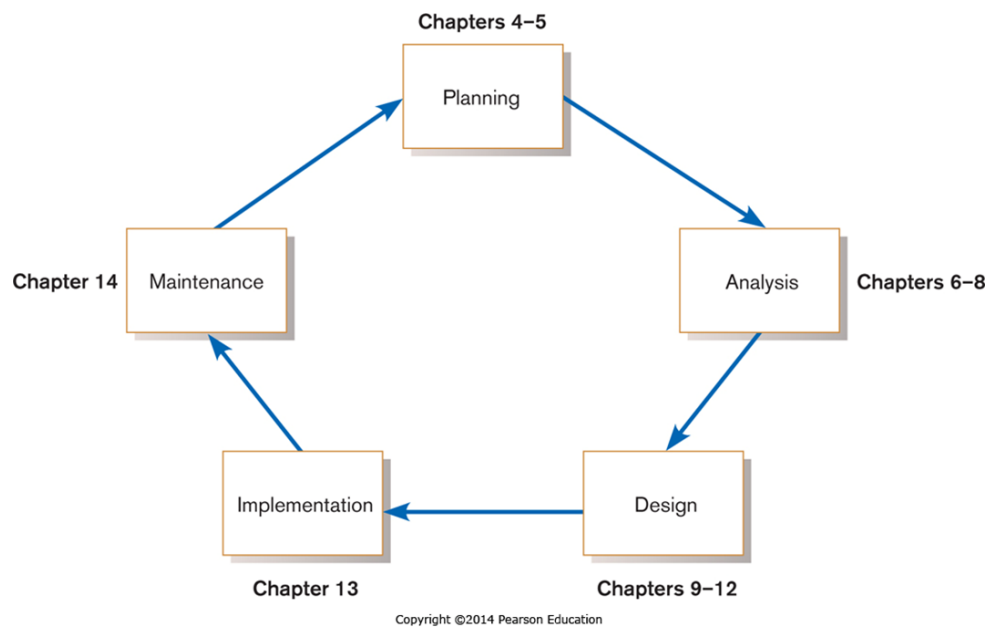 Chapters 4–5
Planning
Analysis
Chapters 6–8
Design
Chapters 9–12
Implementation
Chapter 13
Maintenance
Chapter 14
Copyright ©2014 Pearson Education